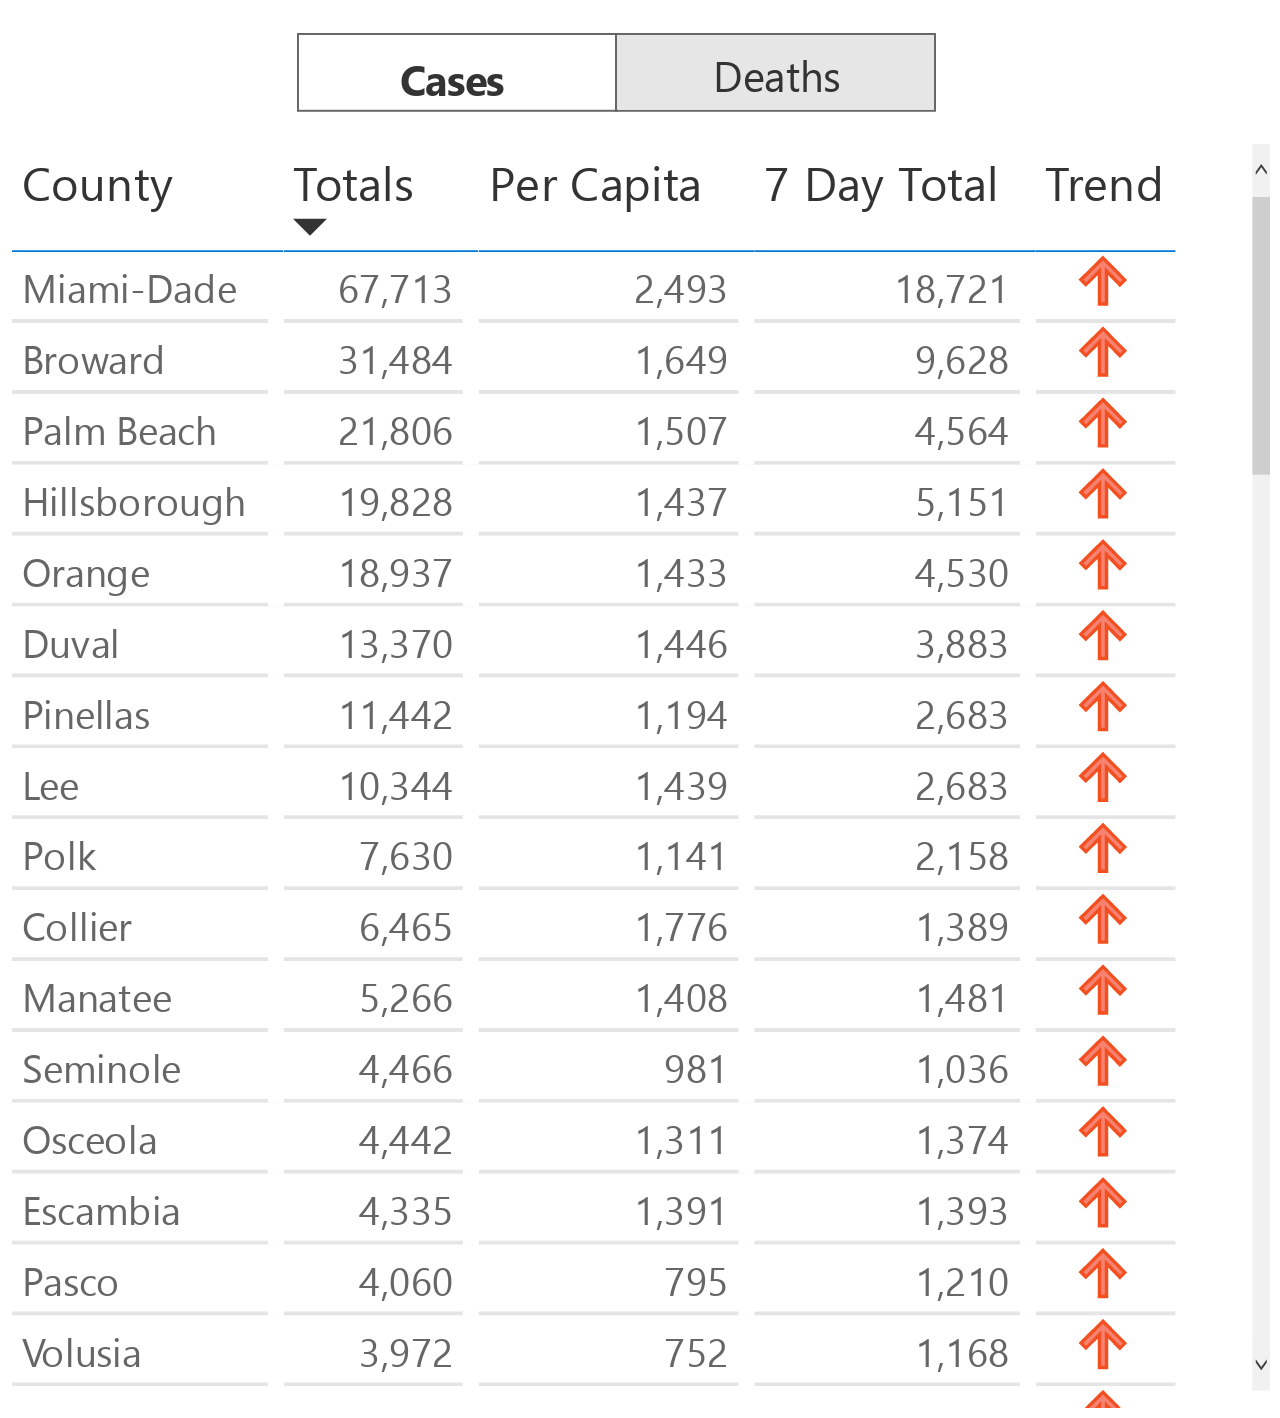 Cases Deaths
County Totals Per Capita 7 Day Total Trend
Miami-Dade 67,713 2,493 18,721
Broward 31,484 1,649 9,628
Palm Beach 21,806 1,507 4,564
Hillsborough 19,828 1,437 5,151
Orange 18,937 1,433 4,530
Duval 13,370 1,446 3,883
Pinellas 11,442 1,194 2,683
Lee 10,344 1,439 2,683
Polk 7,630 1,141 2,158
Collier 6,465 1,776 1,389
Manatee 5,266 1,408 1,481
Seminole 4,466 981 1,036
Osceola 4,442 1,311 1,374
Escambia 4,335 1,391 1,393
Pasco 4,060 795 1,210
Volusia 3,972 752 1,168